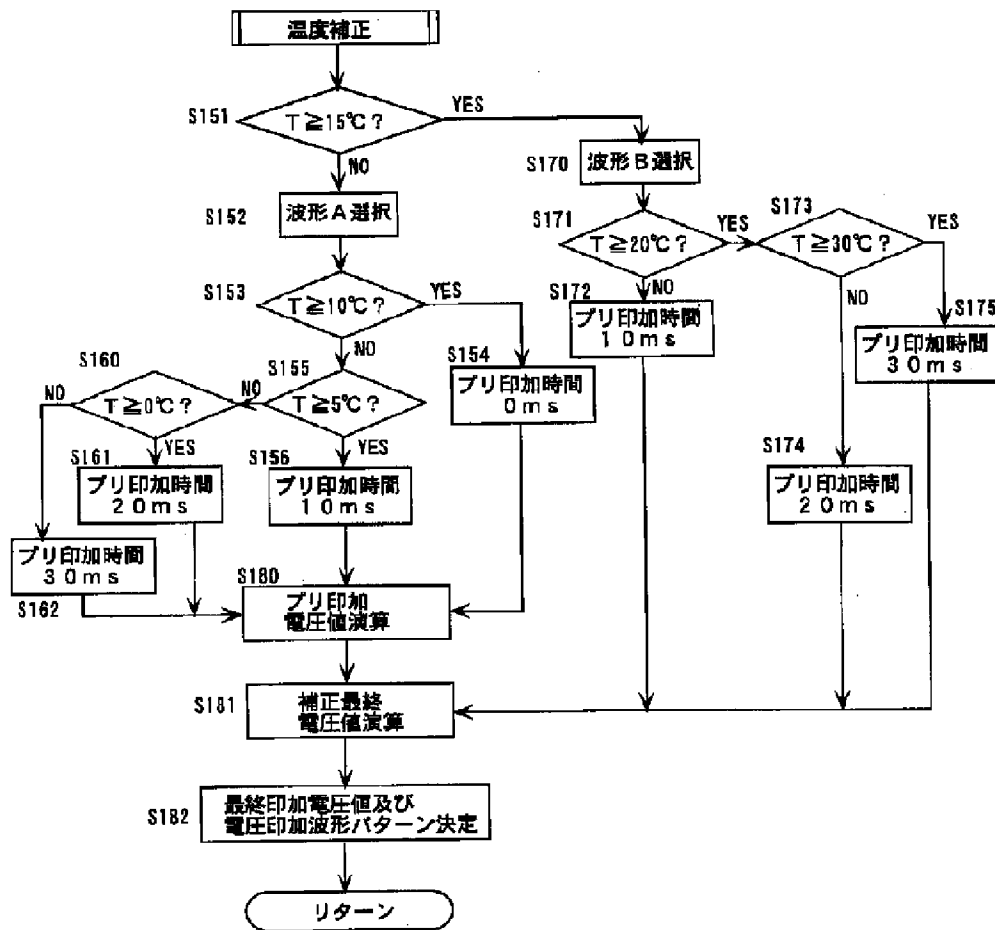 温度補正
S151
T≧15℃?
YES
NO
S170
波形B選択
S152
波形A選択
S171
T≧20℃?
YES
NO
S173
T≧30℃?
YES
NO
S153
T≧10℃?
YES
NO
S172
プリ印加時間
10ms
S175
プリ印加時間
30ms
S154
プリ印加時間
0ms
S155
T≧5℃?
NO
YES
S160
T≧0℃?
NO
YES
S161
プリ印加時間
20ms
S156
プリ印加時間
10ms
S174
プリ印加時間
20ms
プリ印加時間
30ms
S162
S180
プリ印加
電圧値演算
S181
補正最終
電圧値演算
S182
最終印加電圧値及び
電圧印加波形パターン決定
リターン